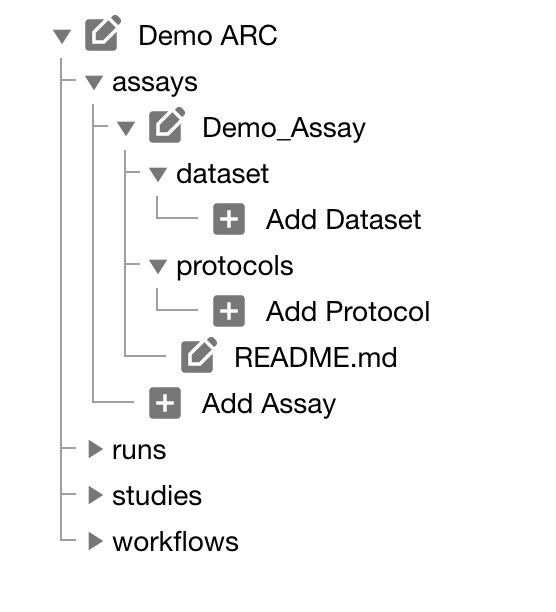 Demo ARC
assays
Demo_Assay
dataset
Add Dataset
protocols
Add Protocol
README.md
Add Assay
runs
studies
workflows